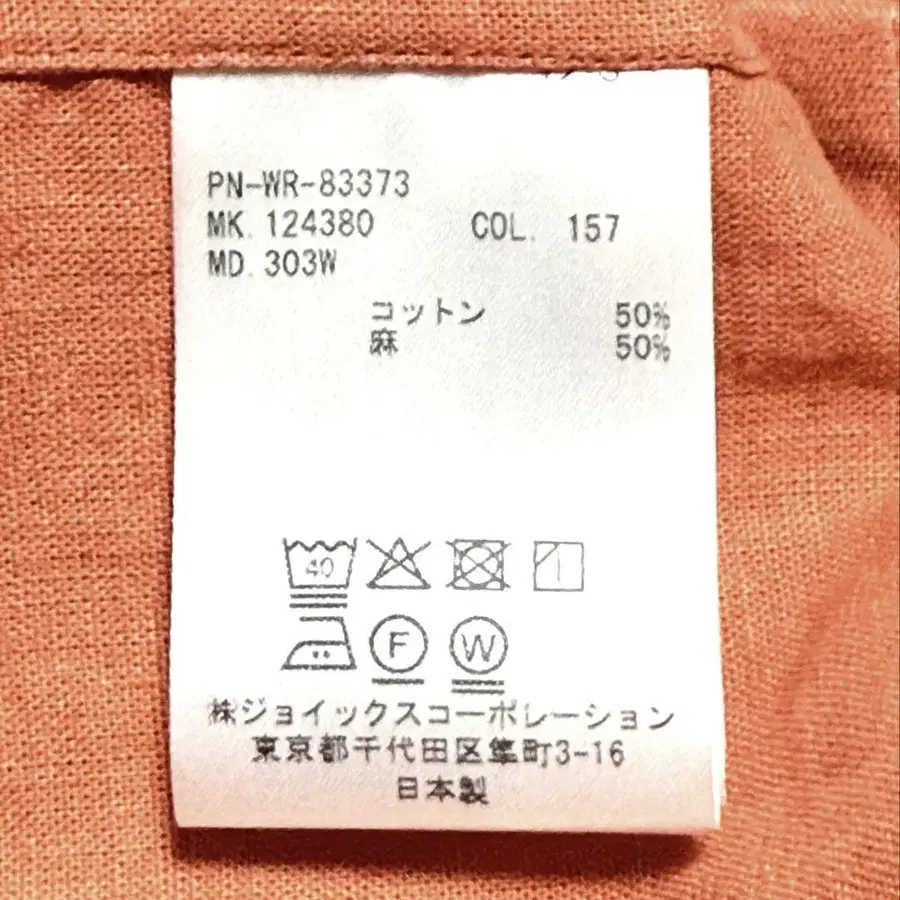 PN-WR-83373
MK. 124380 COL. 157
MD. 303W
コットン 50%
麻 50%
40
F W
㈱ジョイックスコーポレーション
東京都千代田区隼町3-16
日本製